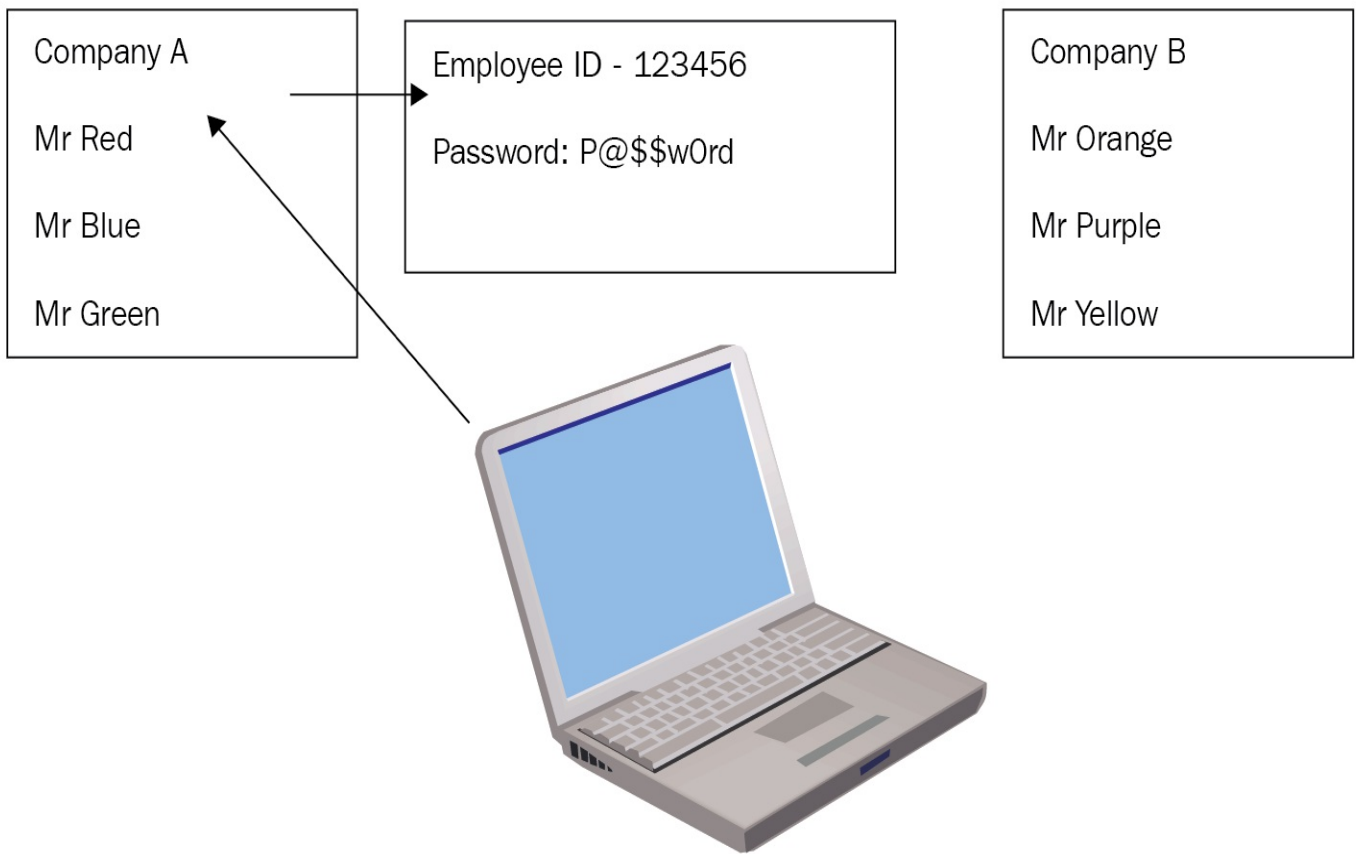 Company A
Mr Red
Mr Blue
Mr Green
Employee ID - 123456
Password: P@$$w0rd
Company B
Mr Orange
Mr Purple
Mr Yellow